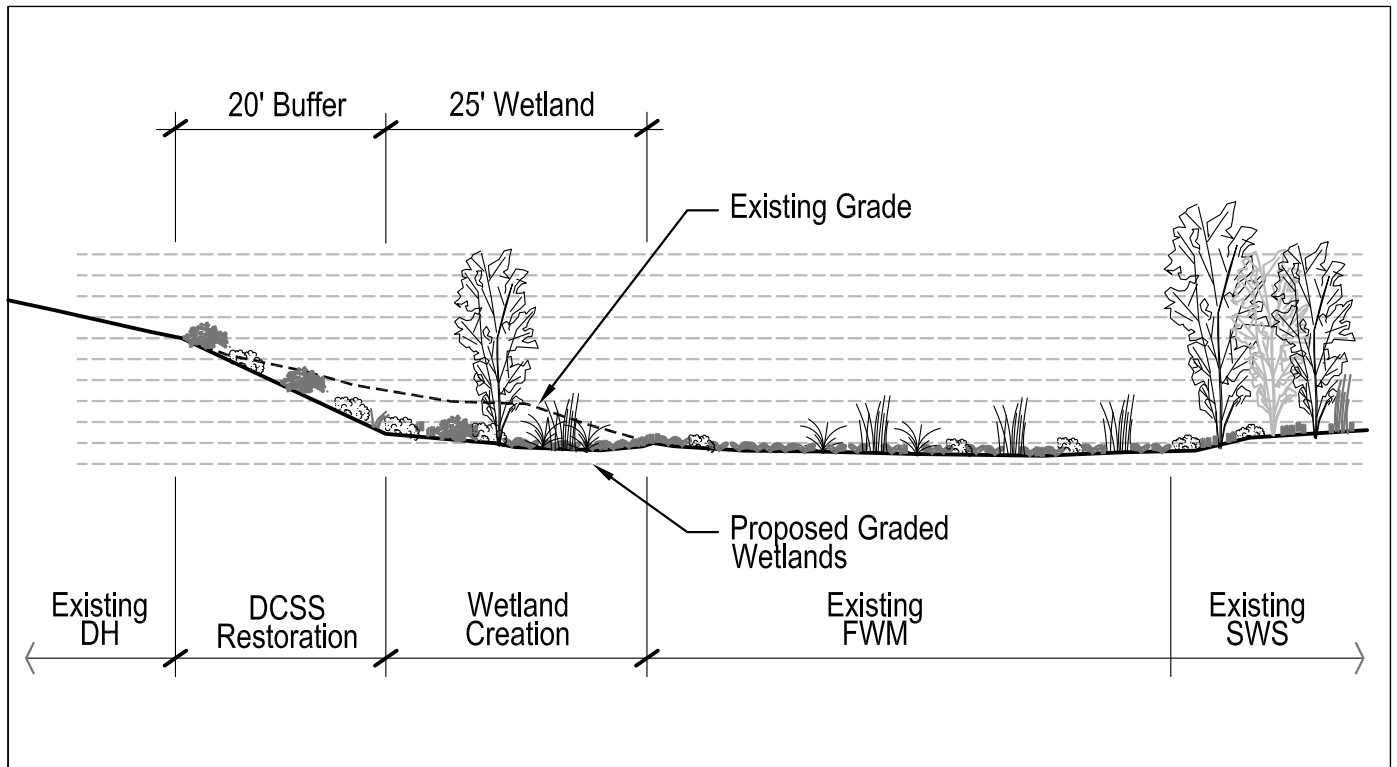 20' Buffer
25' Wetland
Existing Grade
Proposed Graded
Wetlands
Existing
DH
DCSS
Restoration
Wetland
Creation
Existing
FWM
Existing
SWS